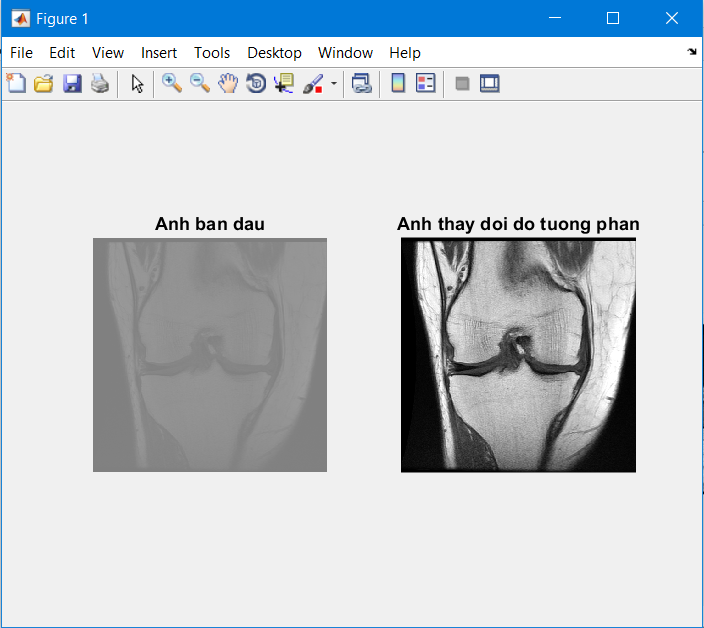 Figure 1
File Edit View Insert Tools Desktop Window Help
Anh ban dau
Anh thay doi do tuong phan